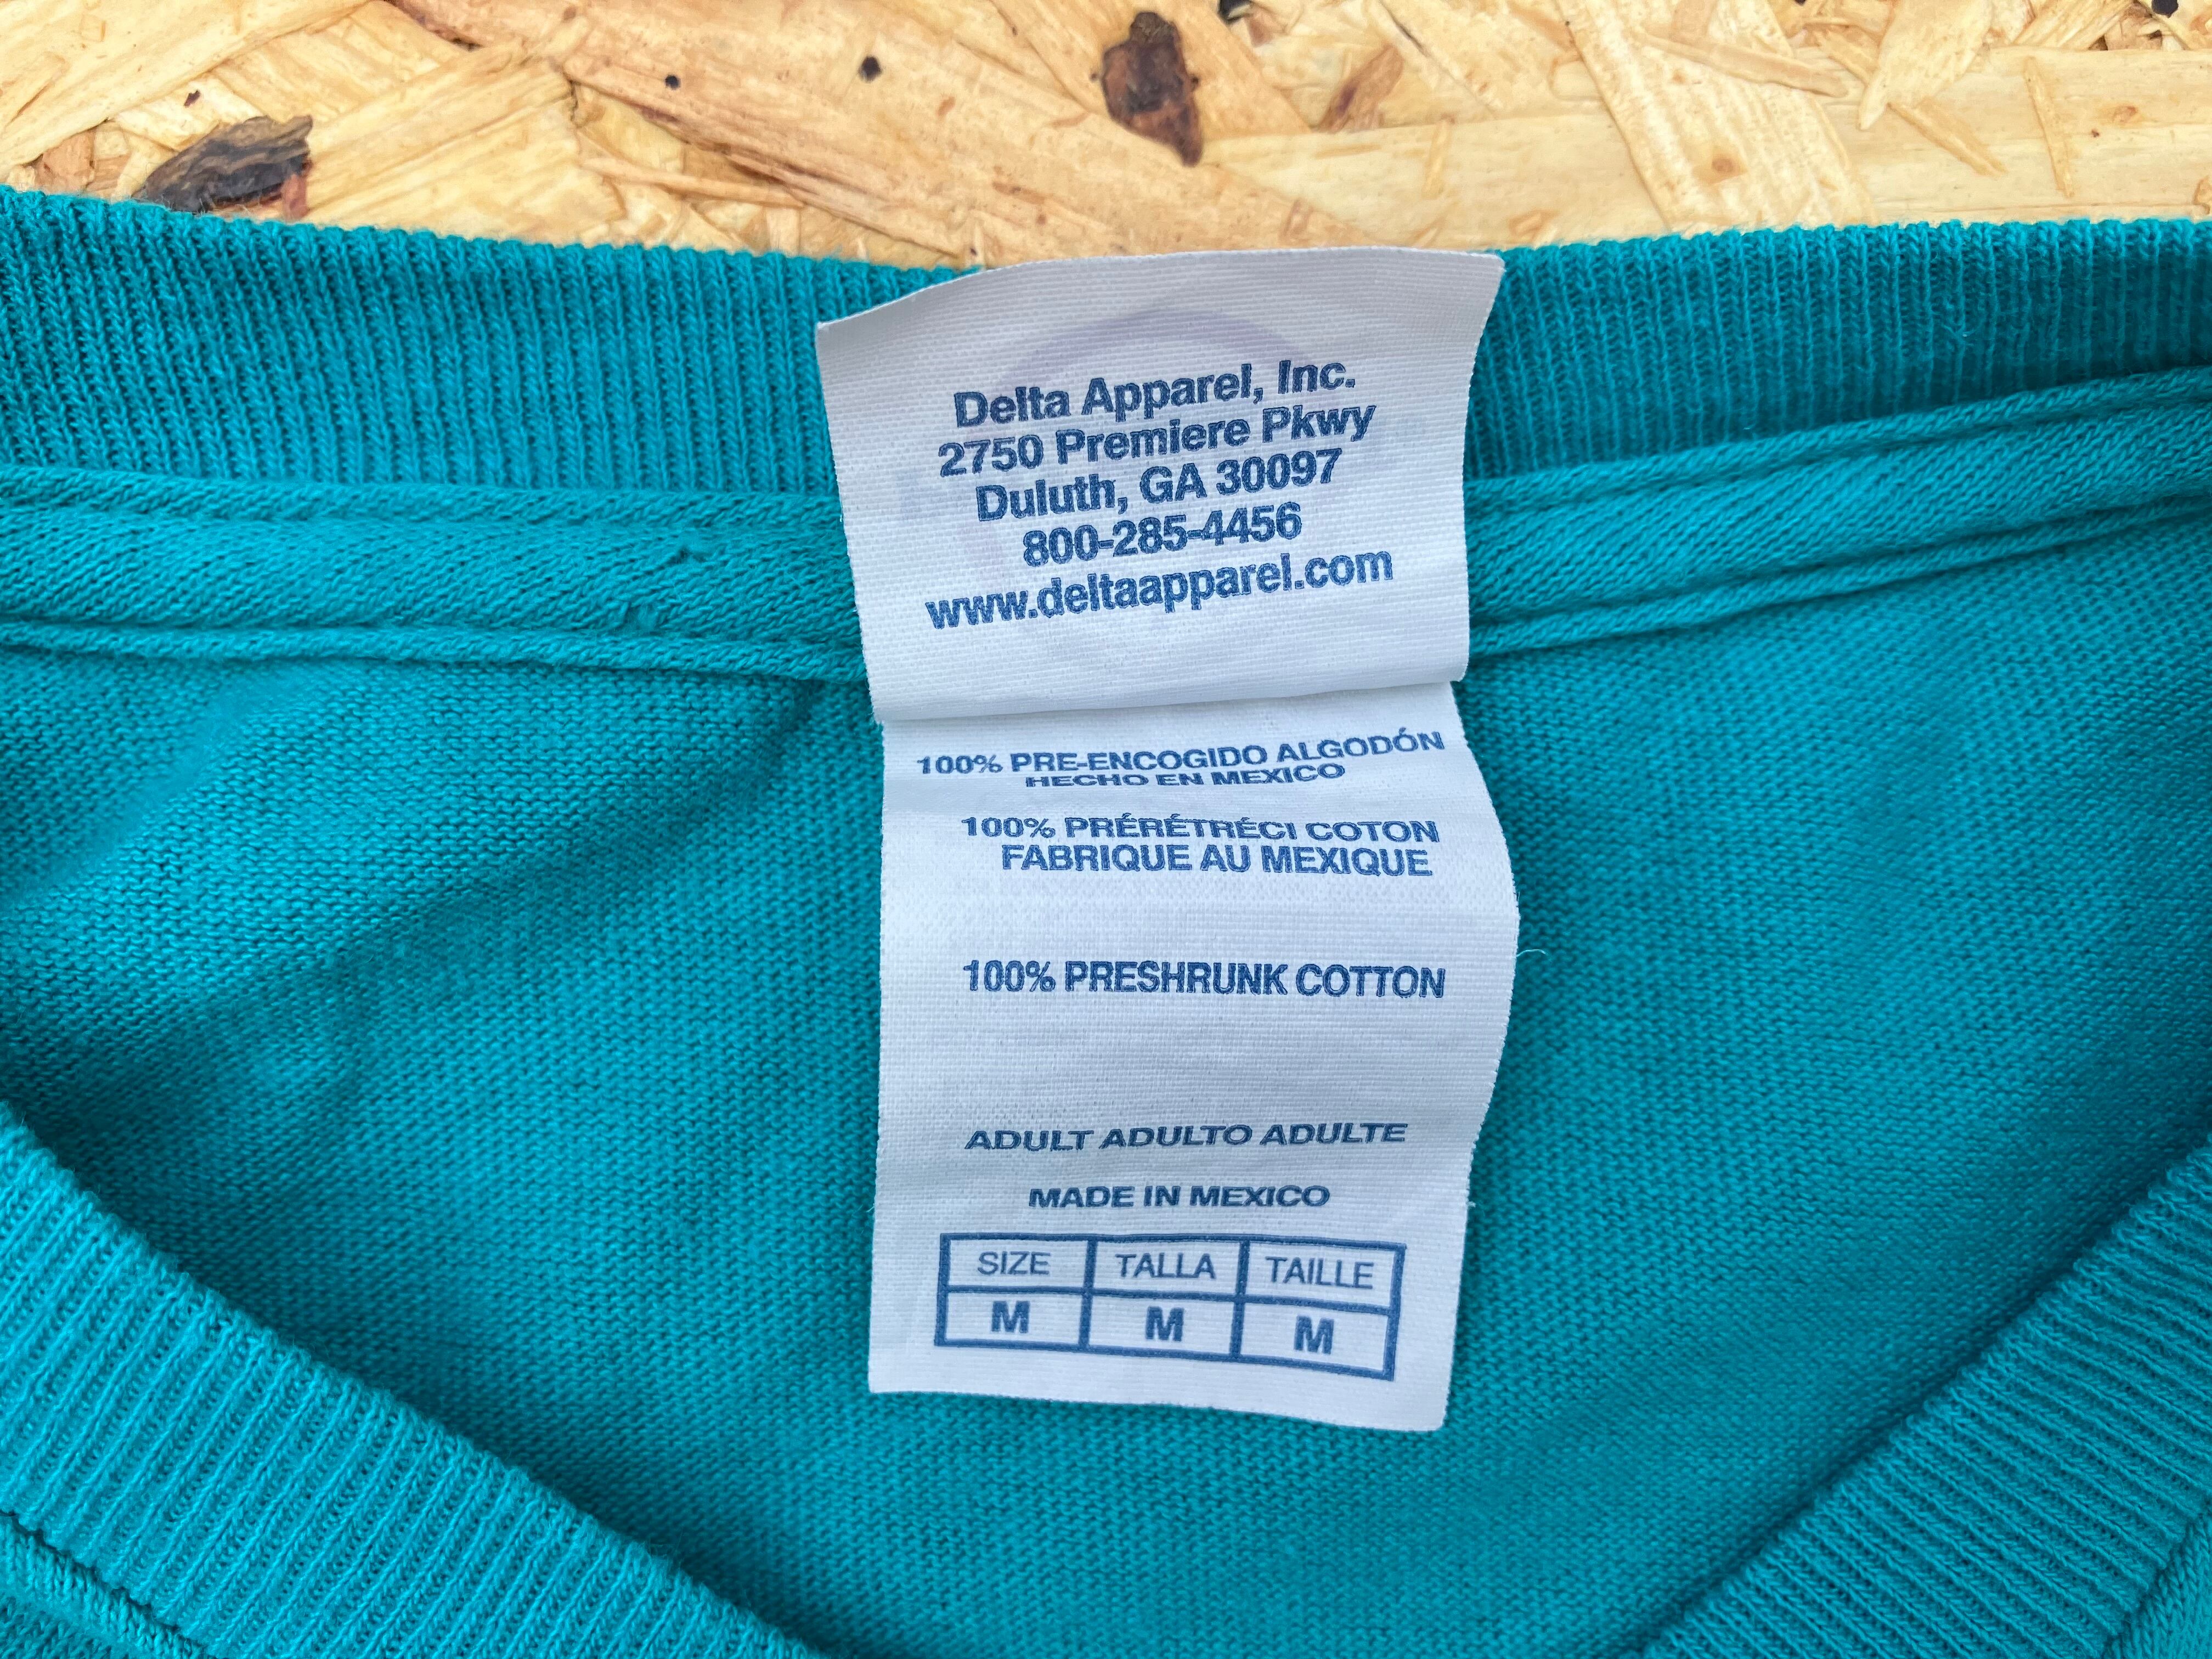 Delta Apparel, Inc.
2750 Premiere Pkwy
Duluth, GA 30097
800-285-4456
www.deltaapparel.com
100% PRE-ENCOGIDO ALGODÓN
HECHO EN MEXICO
100% PRÉRÉTRÉCI COTON
FABRIQUE AU MEXIQUE
100% PRESHRUNK COTTON
ADULT ADULTO ADULTE
MADE IN MEXICO
SIZE TALLA TAILLE
M M M